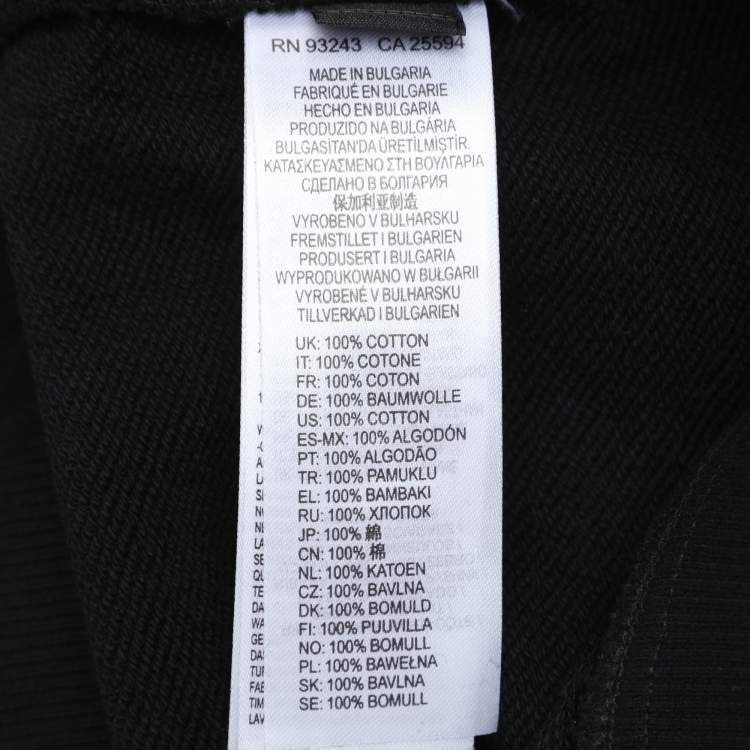 RN 93243 CA 25594
MADE IN BULGARIA
FABRIQUÉ EN BULGARIE
HECHO EN BULGARIA
PRODUZIDO NA BULGÁRIA
BULGASİTAN'DA ÜRETİLMİŞTİR.
ΚΑΤΑΣΚΕΥΑΣΜΕΝΟ ΣΤΗ ΒΟΥΛΓΑΡΙΑ
СДЕЛАНО В БОЛГАРИЯ
保加利亚制造
VYROBENO V BULHARSKU
FREMSTILLET I BULGARIEN
PRODUSERT I BULGARIA
WYPRODUKOWANO W BUŁGARII
VYROBENÉ V BULHARSKU
TILLVERKAD I BULGARIEN
UK: 100% COTTON
IT: 100% COTONE
FR: 100% COTON
DE: 100% BAUMWOLLE
US: 100% COTTON
ES-MX: 100% ALGODÓN
PT: 100% ALGODÃO
TR: 100% PAMUKLU
EL: 100% ΒΑΜΒΑΚΙ
RU: 100% ХЛОПОК
JP: 100% 綿
CN: 100% 棉
NL: 100% KATOEN
CZ: 100% BAVLNA
DK: 100% BOMULD
FI: 100% PUUVILLA
NO: 100% BOMULL
PL: 100% BAWEŁNA
SK: 100% BAVLNA
SE: 100% BOMULL